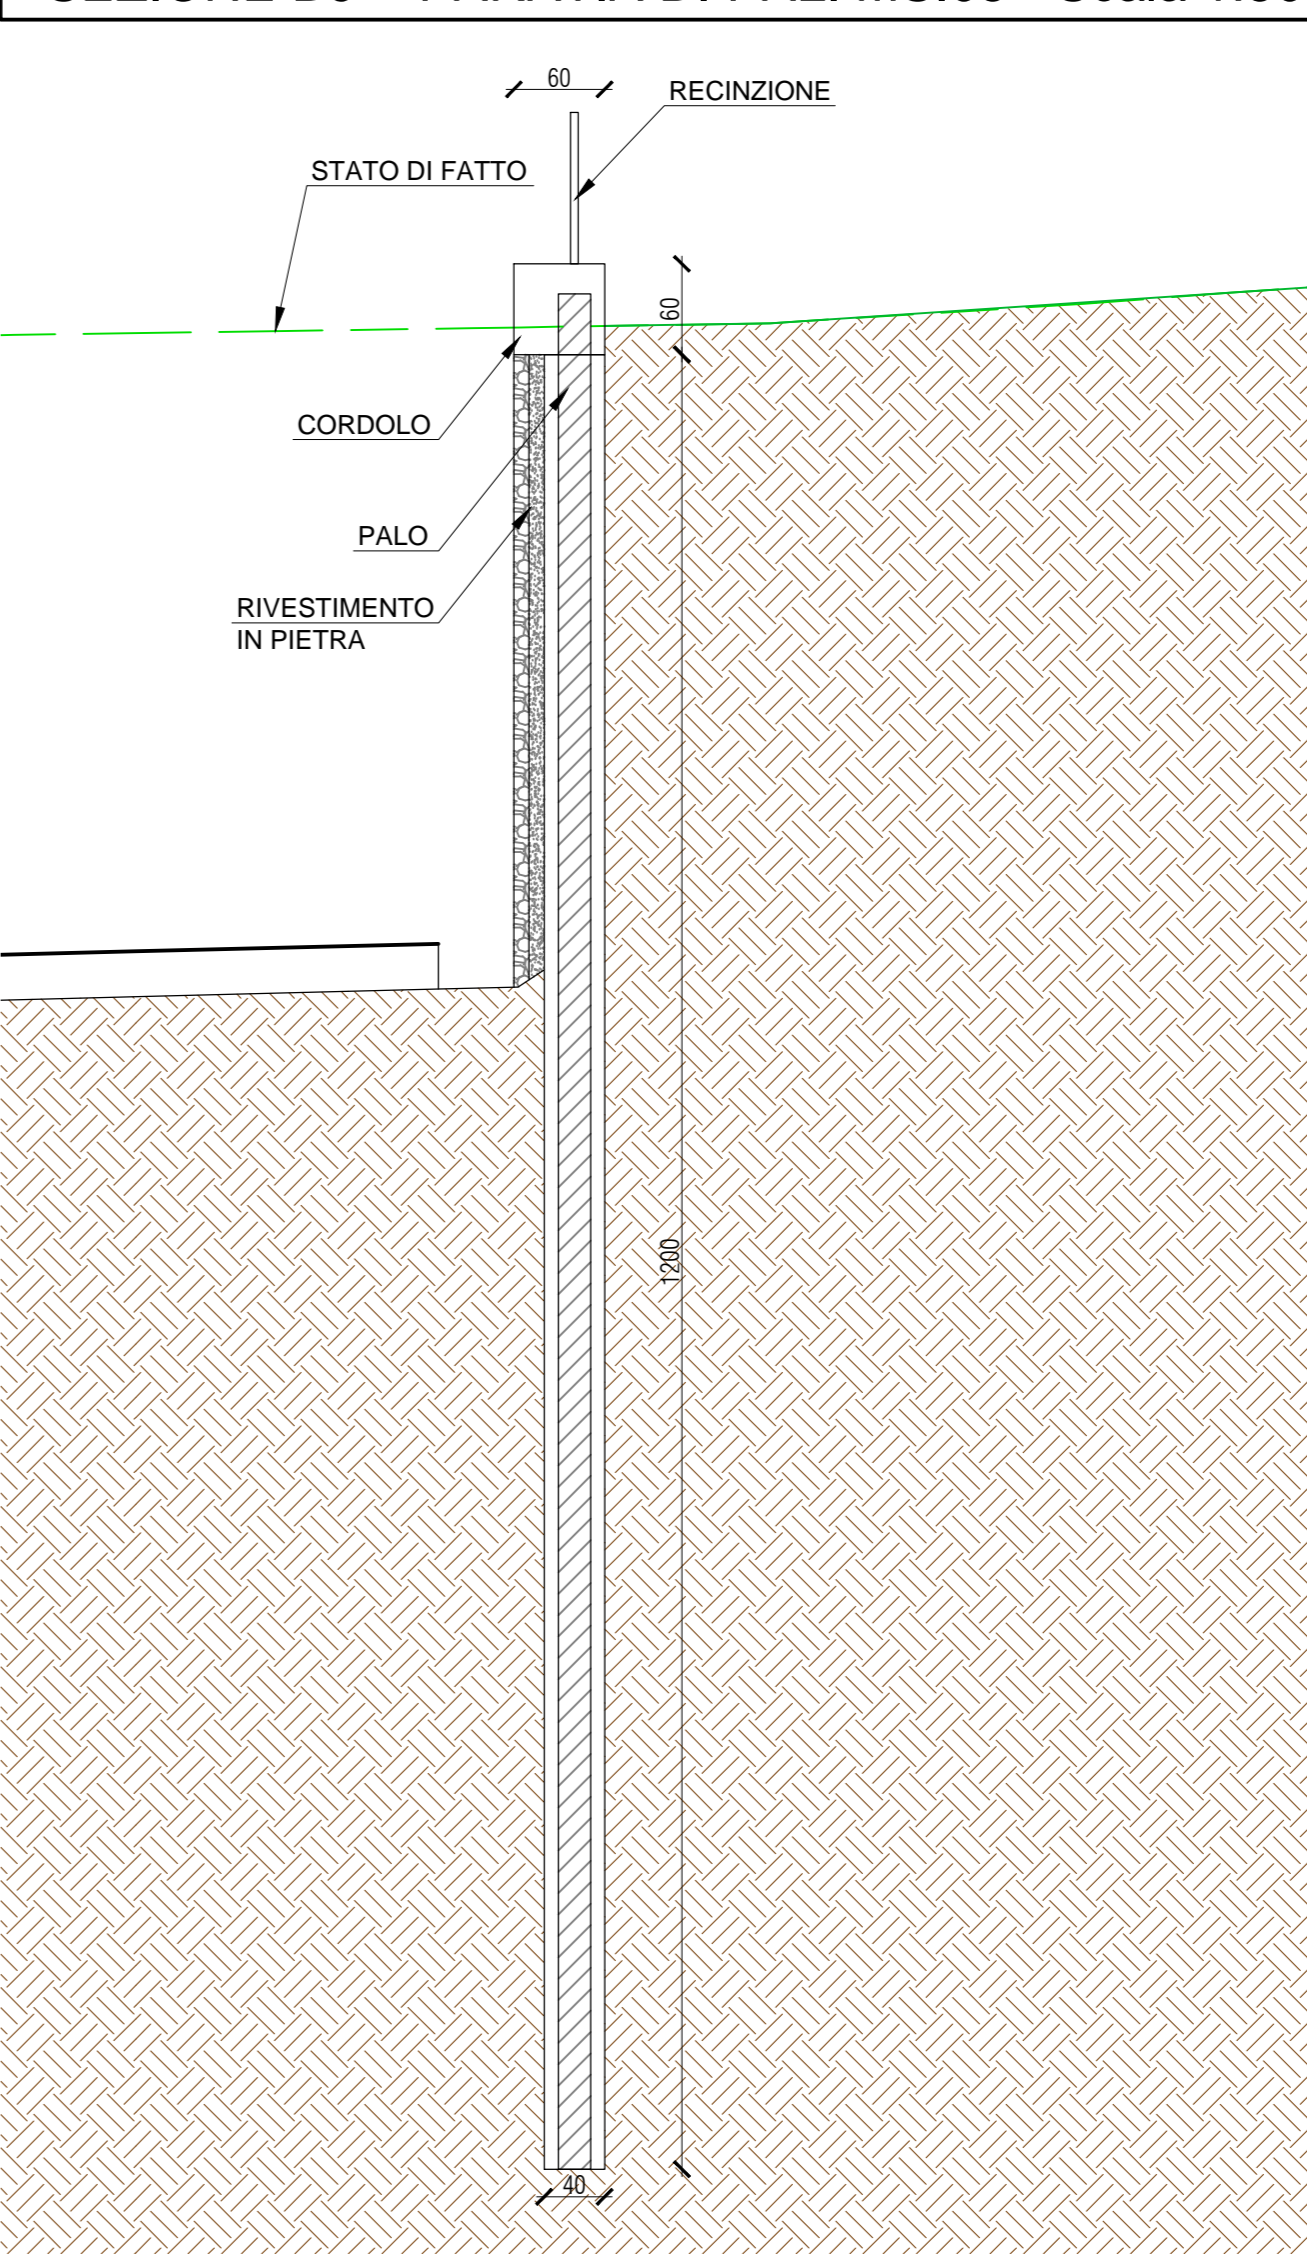 60
RECINZIONE
STATO DI FATTO
60
CORDOLO
PALO
RIVESTIMENTO
IN PIETRA
1200
40